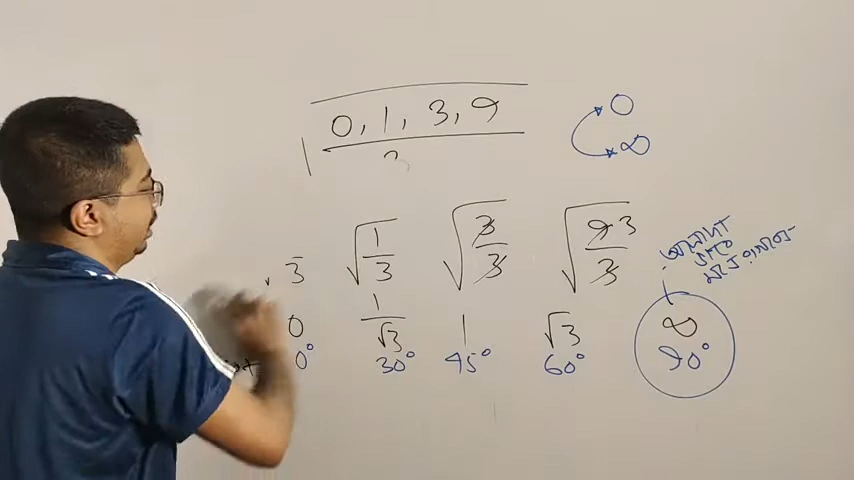 0, 1, 3, 9
0
∞
√1/3 √3/3 √9/3 3
3
0 1/√3 1 √3 ∞
0° 30° 45° 60° 90°